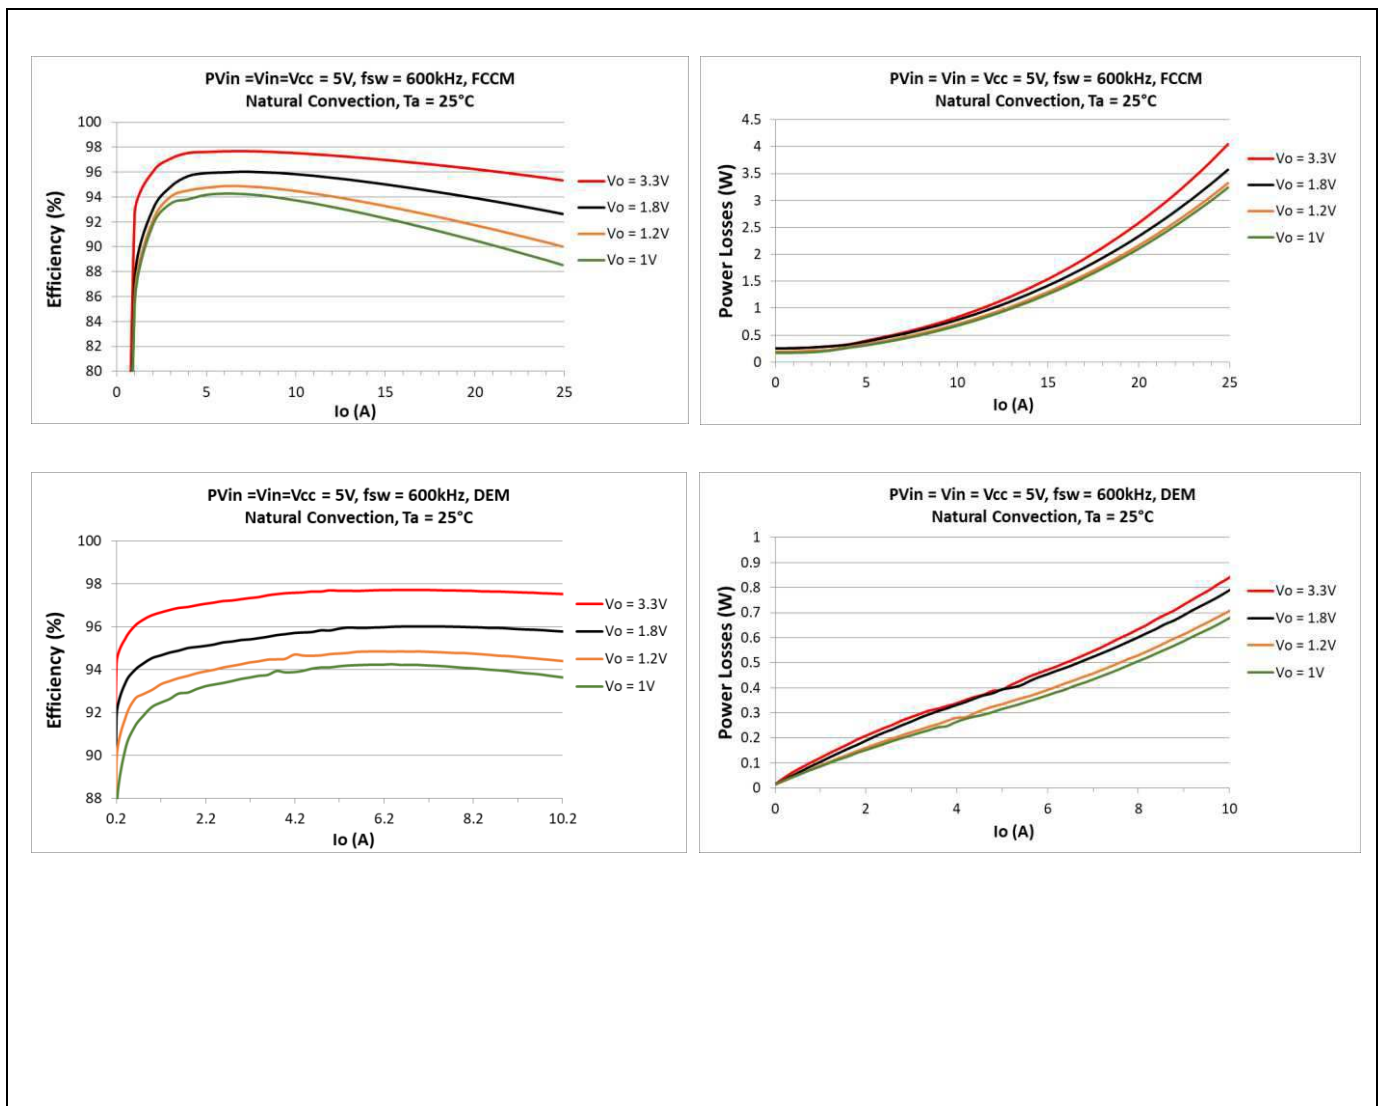 PVin =Vin=Vcc = 5V, fsw = 600kHz, FCCM
Natural Convection, Ta = 25°C
Efficiency (%)
100
98
96
94
92
90
88
86
84
82
80
0 5 10 15 20 25
Io (A)
Vo = 3.3V
Vo = 1.8V
Vo = 1.2V
Vo = 1V
PVin = Vin = Vcc = 5V, fsw = 600kHz, FCCM
Natural Convection, Ta = 25°C
Power Losses (W)
4.5
4
3.5
3
2.5
2
1.5
1
0.5
0
0 5 10 15 20 25
Io (A)
Vo = 3.3V
Vo = 1.8V
Vo = 1.2V
Vo = 1V
PVin =Vin=Vcc = 5V, fsw = 600kHz, DEM
Natural Convection, Ta = 25°C
Efficiency (%)
100
98
96
94
92
90
88
0.2 2.2 4.2 6.2 8.2 10.2
Io (A)
Vo = 3.3V
Vo = 1.8V
Vo = 1.2V
Vo = 1V
PVin = Vin = Vcc = 5V, fsw = 600kHz, DEM
Natural Convection, Ta = 25°C
Power Losses (W)
1
0.9
0.8
0.7
0.6
0.5
0.4
0.3
0.2
0.1
0
0 2 4 6 8 10
Io (A)
Vo = 3.3V
Vo = 1.8V
Vo = 1.2V
Vo = 1V